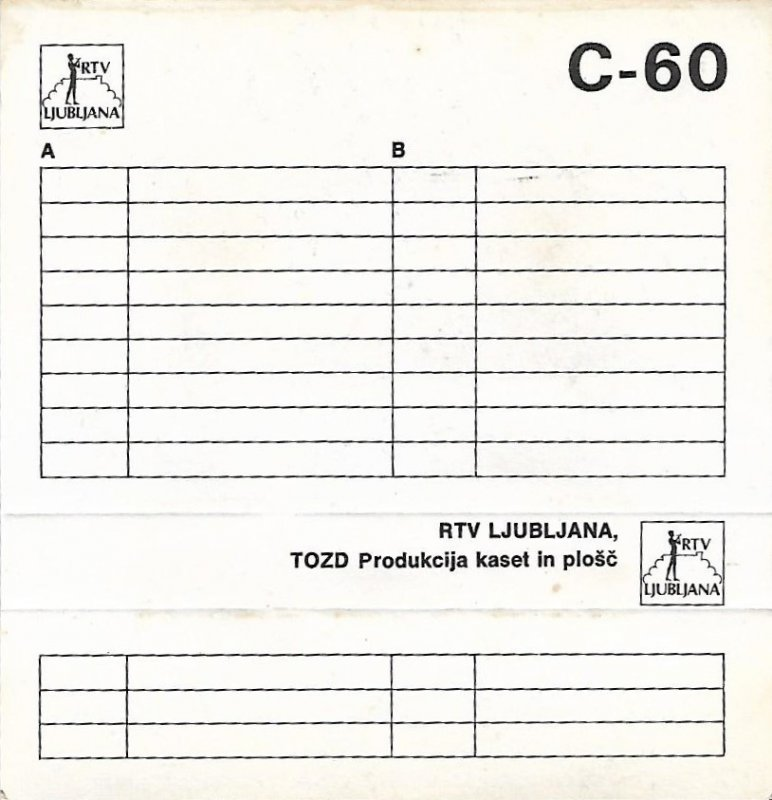 RTV
LJUBLJANA
C-60
A
B
RTV LJUBLJANA,
TOZD Produkcija kaset in plošč
RTV
LJUBLJANA